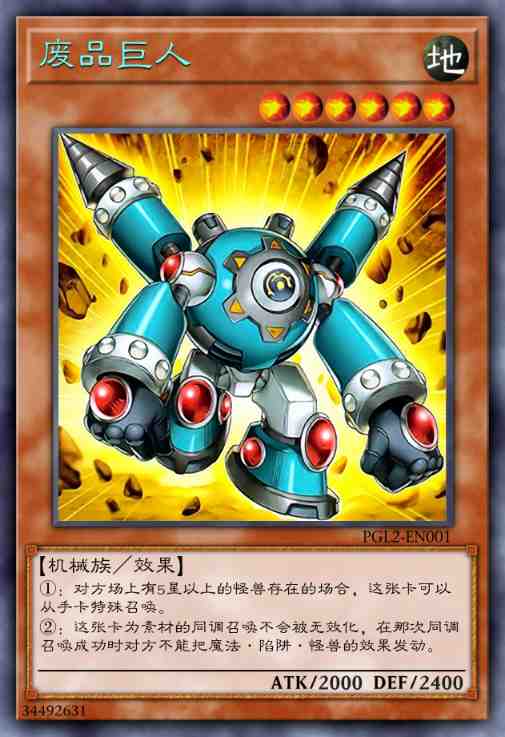 废品巨人
地
PGL2-EN001
【机械族／效果】
①：对方场上有5星以上的怪兽存在的场合，这张卡可以
从手卡特殊召唤。
②：这张卡为素材的同调召唤不会被无效化，在那次同调
召唤成功时对方不能把魔法·陷阱·怪兽的效果发动。
ATK/2000 DEF/2400
34492631